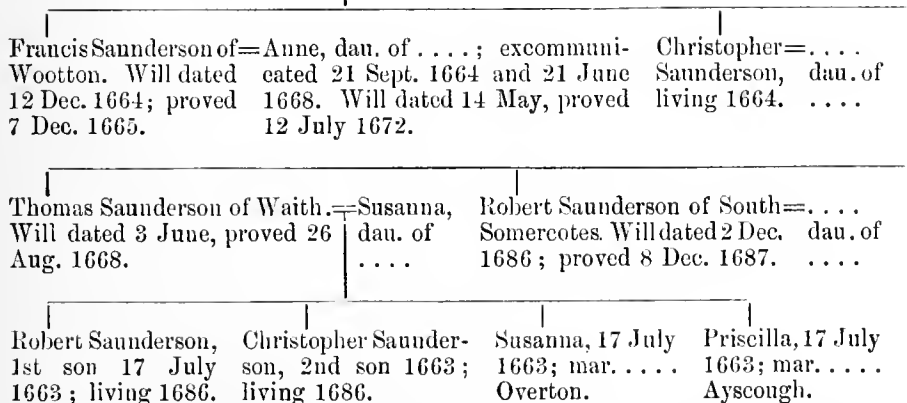 Francis Saunderson of=Anne, dau. of . . . . ; excommuni-
Wootton. Will dated cated 21 Sept. 1664 and 21 June
12 Dec. 1664; proved 1668. Will dated 14 May, proved
7 Dec. 1665. 12 July 1672.
Christopher=. . . .
Saunderson, dau. of
living 1664. . . . .
Thomas Saunderson of Waith.=Susanna,
Will dated 3 June, proved 26 dau. of
Aug. 1668. . . . .
Robert Saunderson of South=. . . .
Somercotes. Will dated 2 Dec. dau. of
1686 ; proved 8 Dec. 1687. . . . .
Robert Saunderson,
1st son 17 July
1663 ; living 1686.
Christopher Saunder-
son, 2nd son 1663 ;
living 1686.
Susanna, 17 July
1663; mar. . . . .
Overton.
Priscilla, 17 July
1663; mar. . . . .
Ayscough.